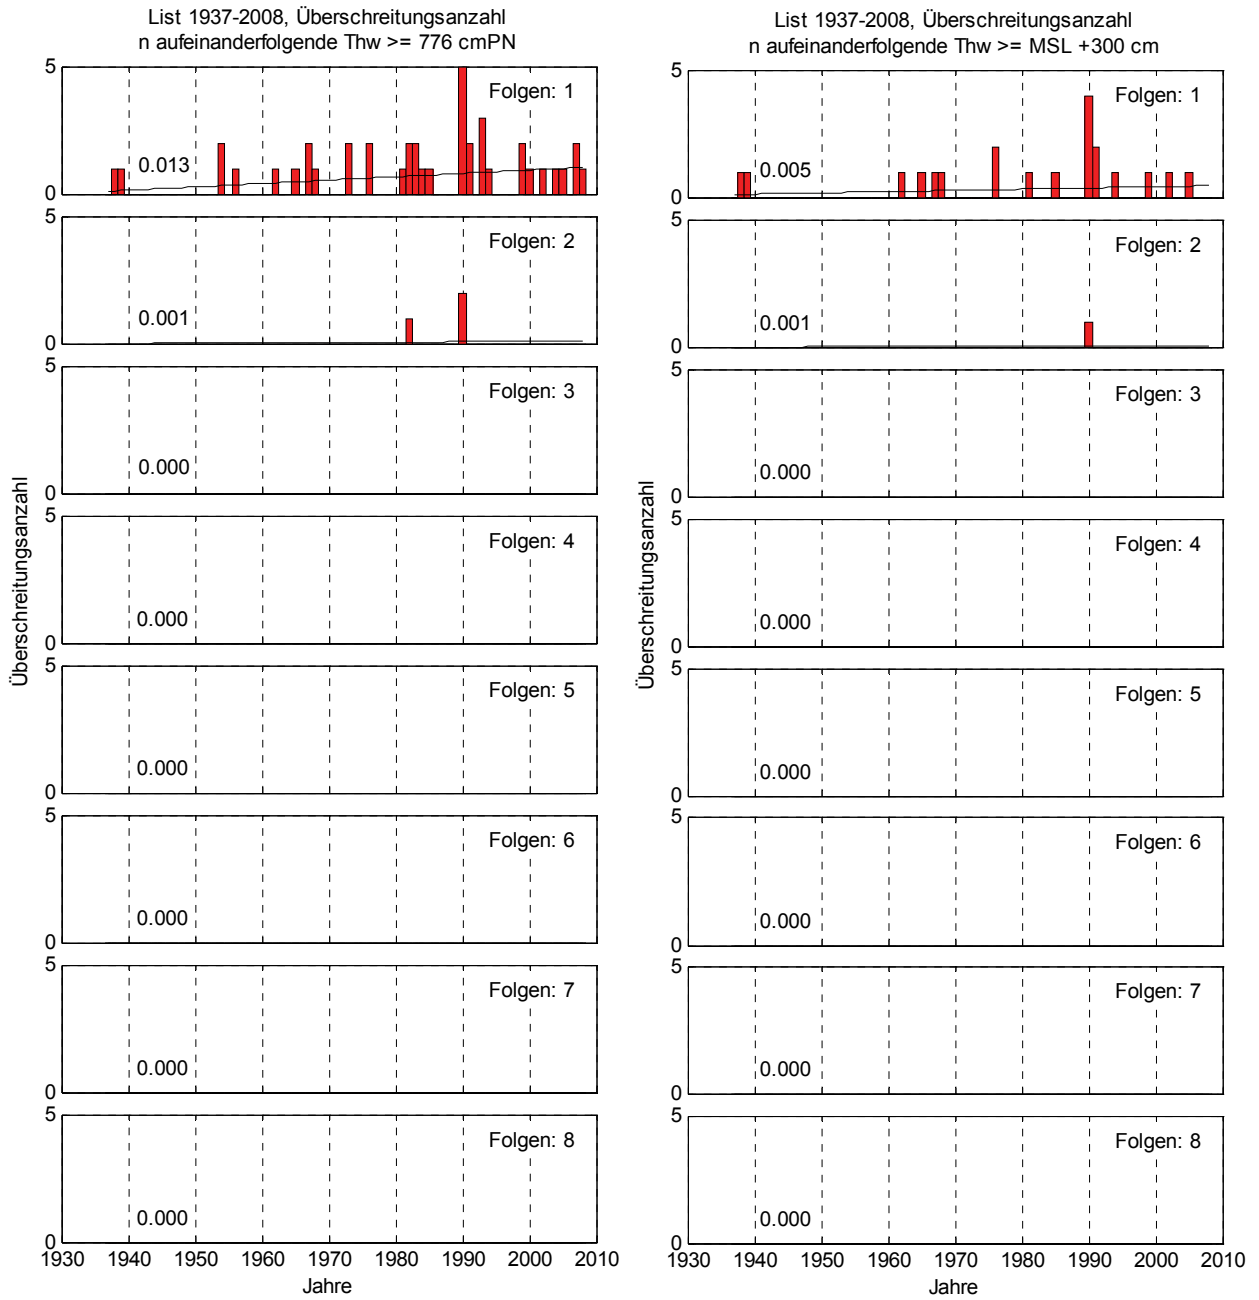 List 1937-2008, Überschreitungsanzahl
n aufeinanderfolgende Thw >= 776 cmPN
5
Folgen: 1
0.013
0
5
Folgen: 2
0.001
0
5
Folgen: 3
0.000
0
5
Folgen: 4
0.000
0
5
Folgen: 5
0.000
0
5
Folgen: 6
0.000
0
5
Folgen: 7
0.000
0
5
Folgen: 8
0.000
0
1930 1940 1950 1960 1970 1980 1990 2000 2010
Jahre
Überschreitungsanzahl
List 1937-2008, Überschreitungsanzahl
n aufeinanderfolgende Thw >= MSL +300 cm
5
Folgen: 1
0.005
0
5
Folgen: 2
0.001
0
5
Folgen: 3
0.000
0
5
Folgen: 4
0.000
0
5
Folgen: 5
0.000
0
5
Folgen: 6
0.000
0
5
Folgen: 7
0.000
0
5
Folgen: 8
0.000
0
1930 1940 1950 1960 1970 1980 1990 2000 2010
Jahre
Überschreitungsanzahl